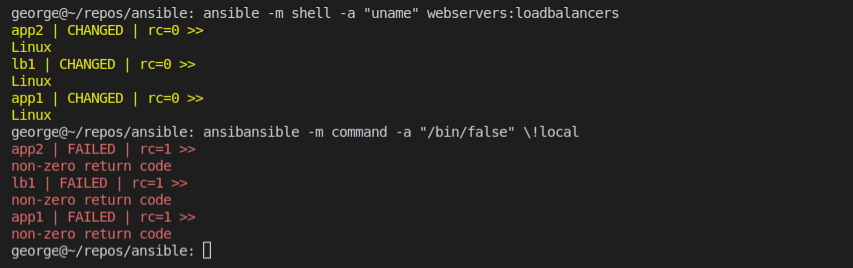 george@~/repos/ansible: ansible -m shell -a "uname" webservers:loadbalancers
app2 | CHANGED | rc=0 >>
Linux
lb1 | CHANGED | rc=0 >>
Linux
app1 | CHANGED | rc=0 >>
Linux
george@~/repos/ansible: ansibansible -m command -a "/bin/false" \!local
app2 | FAILED | rc=1 >>
non-zero return code
lb1 | FAILED | rc=1 >>
non-zero return code
app1 | FAILED | rc=1 >>
non-zero return code
george@~/repos/ansible: